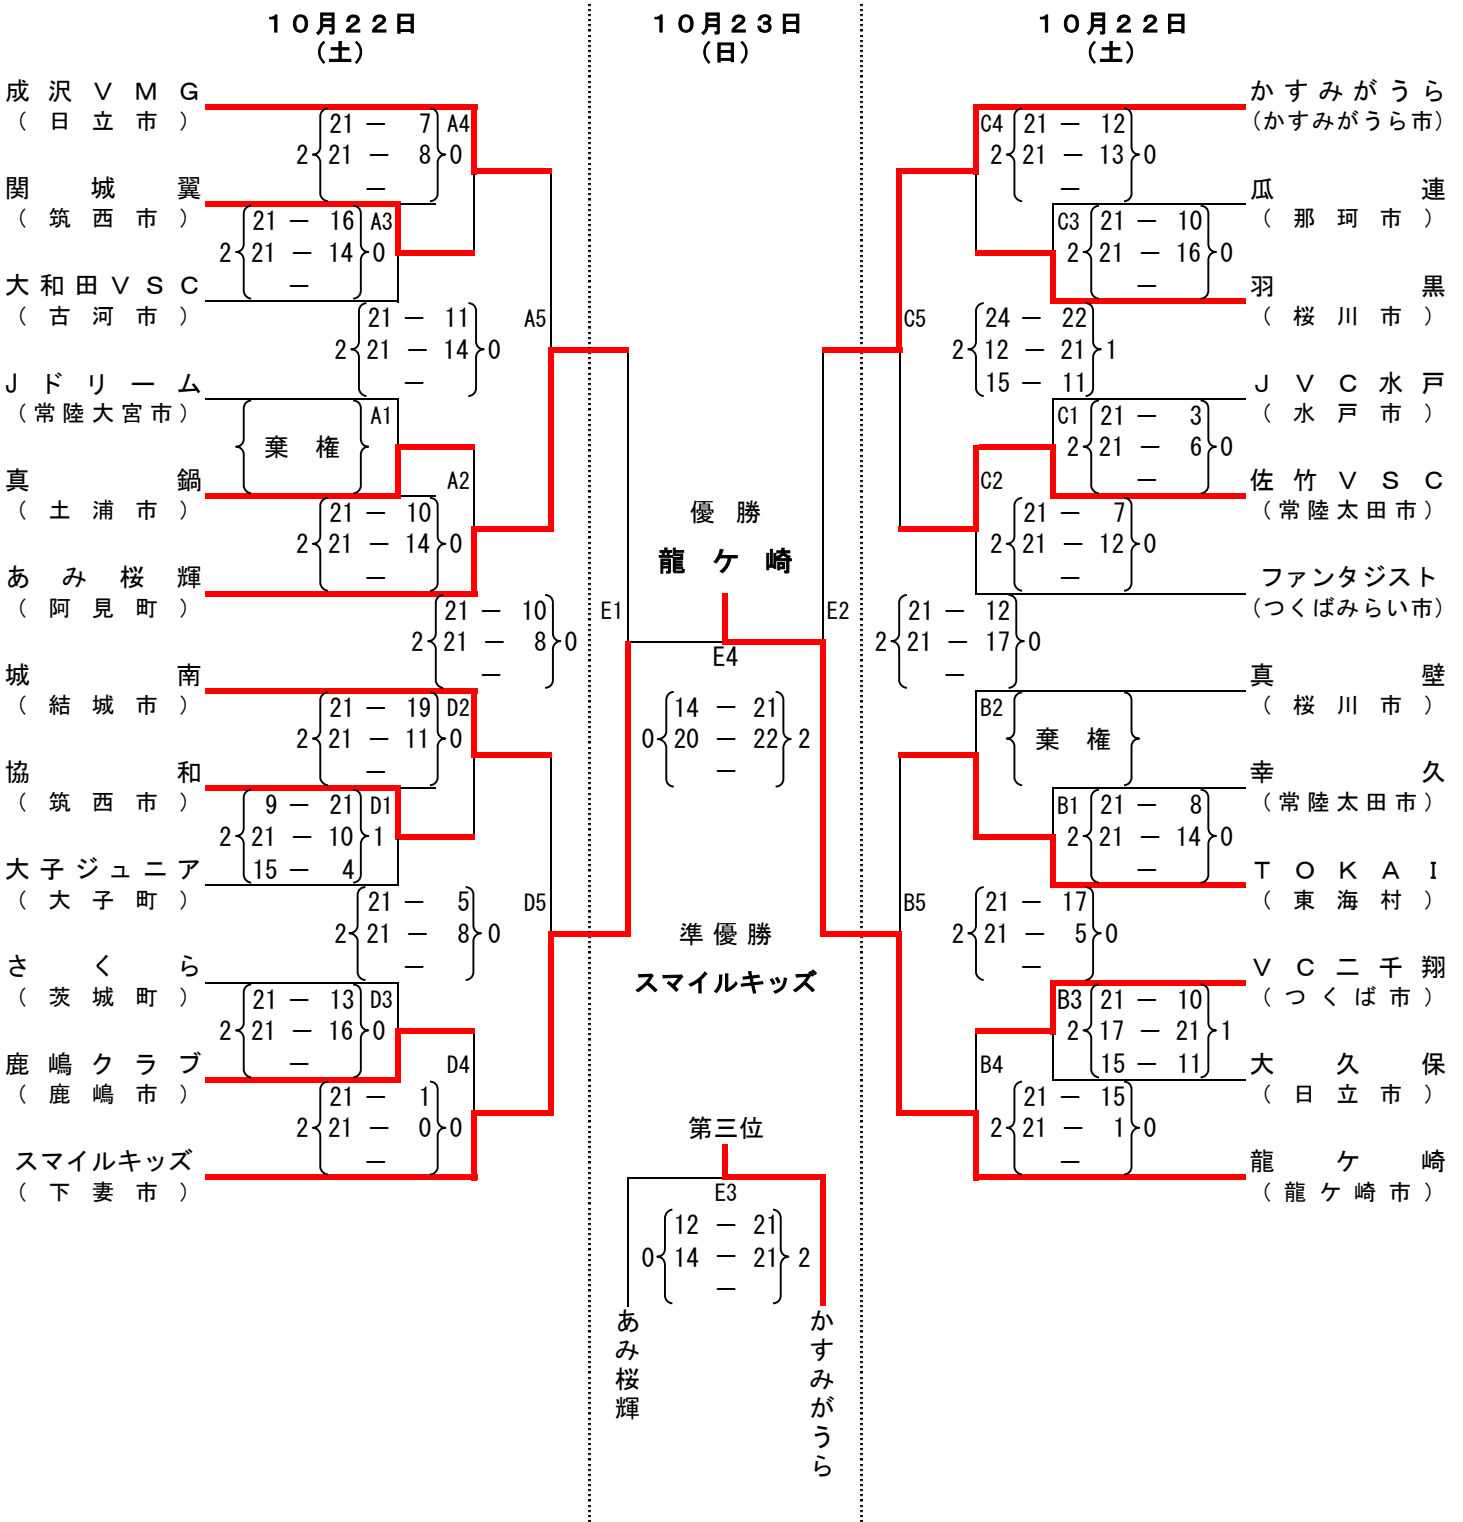 １０月２２日
（土）
１０月２３日
（日）
１０月２２日
（土）
成沢ＶＭＧ
（日立市）
21 － 7
2 21 － 8 0
－
A4
関城翼
（筑西市）
21 － 16
2 21 － 14 0
－
A3
大和田ＶＳＣ
（古河市）
21 － 11
2 21 － 14 0
－
A5
Ｊドリーム
（常陸大宮市）
棄権
A1
真鍋
（土浦市）
A2
21 － 10
2 21 － 14 0
－
あみ桜輝
（阿見町）
21 － 10
2 21 － 8 0
－
E1
城南
（結城市）
21 － 19
2 21 － 11 0
－
D2
協和
（筑西市）
9 － 21
2 21 － 10 1
15 － 4
D1
大子ジュニア
（大子町）
21 － 5
2 21 － 8 0
－
D5
さくら
（茨城町）
21 － 13
2 21 － 16 0
－
D3
鹿嶋クラブ
（鹿嶋市）
D4
21 － 1
2 21 － 0 0
－
スマイルキッズ
（下妻市）
優勝
龍ケ崎
E4
14 － 21
0 20 － 22 2
－
準優勝
スマイルキッズ
第三位
E3
12 － 21
0 14 － 21 2
－
あみ桜輝
かすみがうら
かすみがうら
（かすみがうら市）
C4
21 － 12
2 21 － 13 0
－
瓜連
（那珂市）
C3
21 － 10
2 21 － 16 0
－
羽黒
（桜川市）
C5
24 － 22
2 12 － 21 1
15 － 11
ＪＶＣ水戸
（水戸市）
C1
21 － 3
2 21 － 6 0
－
佐竹ＶＳＣ
（常陸太田市）
C2
21 － 7
2 21 － 12 0
－
ファンタジスト
（つくばみらい市）
E2
21 － 12
2 21 － 17 0
－
真壁
（桜川市）
B2
棄権
幸久
（常陸太田市）
B1
21 － 8
2 21 － 14 0
－
ＴＯＫＡＩ
（東海村）
B5
21 － 17
2 21 － 5 0
－
ＶＣ二千翔
（つくば市）
B3
21 － 10
2 17 － 21 1
15 － 11
大久保
（日立市）
B4
21 － 15
2 21 － 1 0
－
龍ケ崎
（龍ケ崎市）